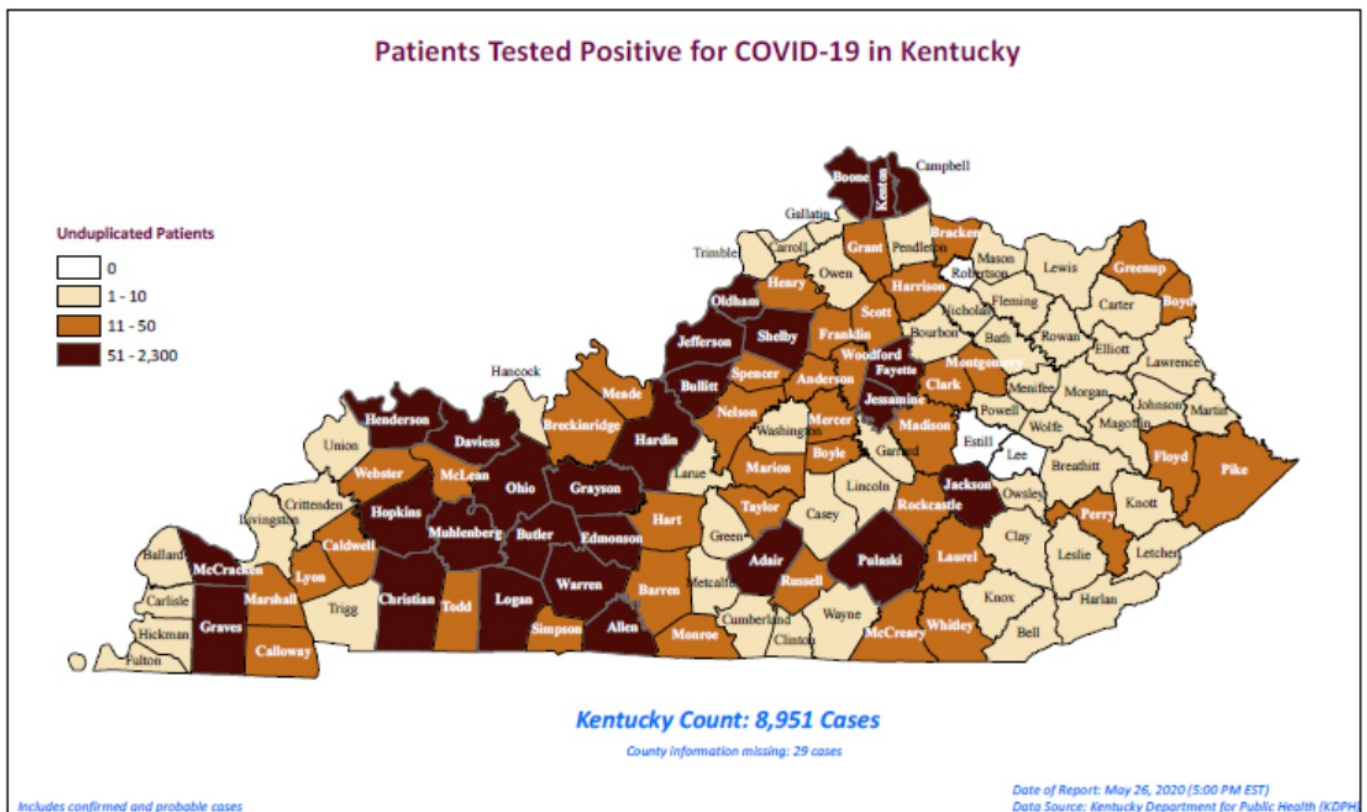 Patients Tested Positive for COVID-19 in Kentucky
Unduplicated Patients
0
1 - 10
11 - 50
51 - 2,300
Boone
Kenton
Campbell
Gallatin
Trimble
Carroll
Grant
Pendleton
Bracken
Mason
Robertson
Lewis
Greenup
Boyd
Owen
Henry
Harrison
Oldham
Scott
Nicholas
Fleming
Carter
Jefferson
Shelby
Franklin
Bourbon
Bath
Rowan
Elliott
Lawrence
Woodford
Fayette
Montgomery
Bullitt
Spencer
Anderson
Clark
Menifee
Morgan
Johnson
Martin
Jessamine
Hancock
Meade
Nelson
Mercer
Madison
Powell
Wolfe
Magoffin
Henderson
Daviess
Breckinridge
Hardin
Washington
Boyle
Garrard
Estill
Lee
Breathitt
Floyd
Pike
Union
Webster
McLean
Ohio
Grayson
Larue
Marion
Lincoln
Jackson
Owsley
Knott
Crittenden
Livingston
Hopkins
Muhlenberg
Butler
Edmonson
Hart
Taylor
Casey
Rockcastle
Perry
Green
Clay
Leslie
Letcher
Ballard
McCracken
Caldwell
Lyon
Warren
Barren
Metcalfe
Adair
Russell
Pulaski
Laurel
Carlisle
Marshall
Trigg
Christian
Todd
Logan
Simpson
Allen
Monroe
Cumberland
Clinton
Wayne
McCreary
Whitley
Knox
Bell
Harlan
Hickman
Graves
Calloway
Fulton
Kentucky Count: 8,951 Cases
County information missing: 29 cases
Includes confirmed and probable cases
Date of Report: May 26, 2020 (5:00 PM EST)
Data Source: Kentucky Department for Public Health (KDPH)